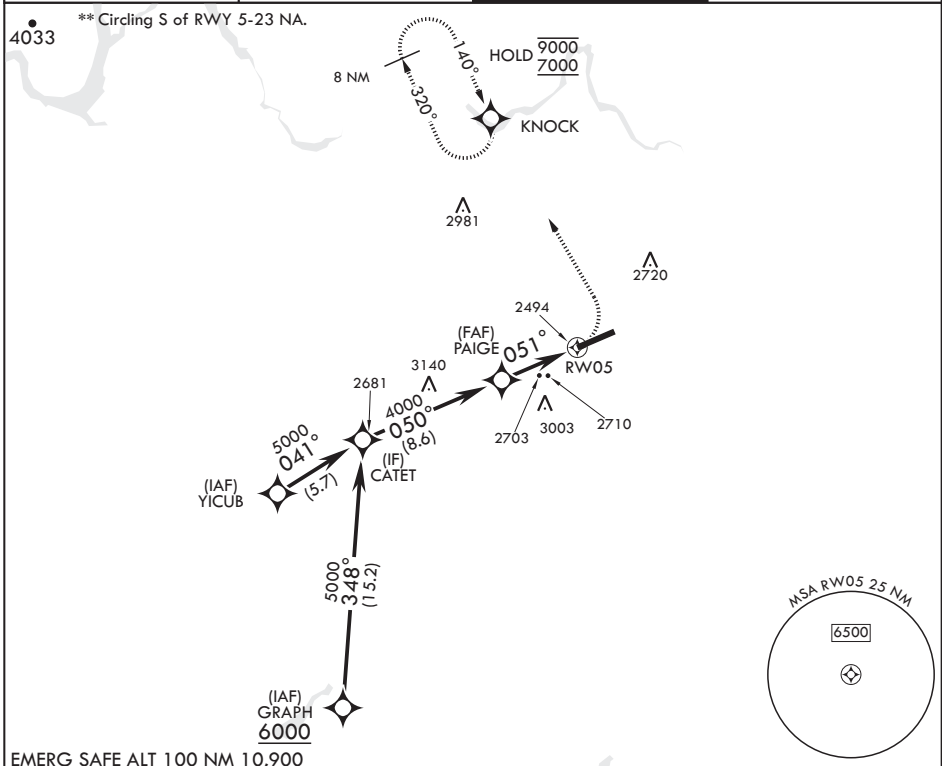 ** Circling S of RWY 5-23 NA.
4033
8 NM
140°
320°
HOLD 9000
7000
KNOCK
2981
2720
2494
(FAF)
PAIGE
051°
RW05
3140
2681
4000
050°
(8.6)
2703
3003
2710
(IF)
CATET
5000
041°
(5.7)
(IAF)
YICUB
5000
348°
(15.2)
MSA RW05 25 NM
6500
(IAF)
GRAPH
6000
EMERG SAFE ALT 100 NM 10,900